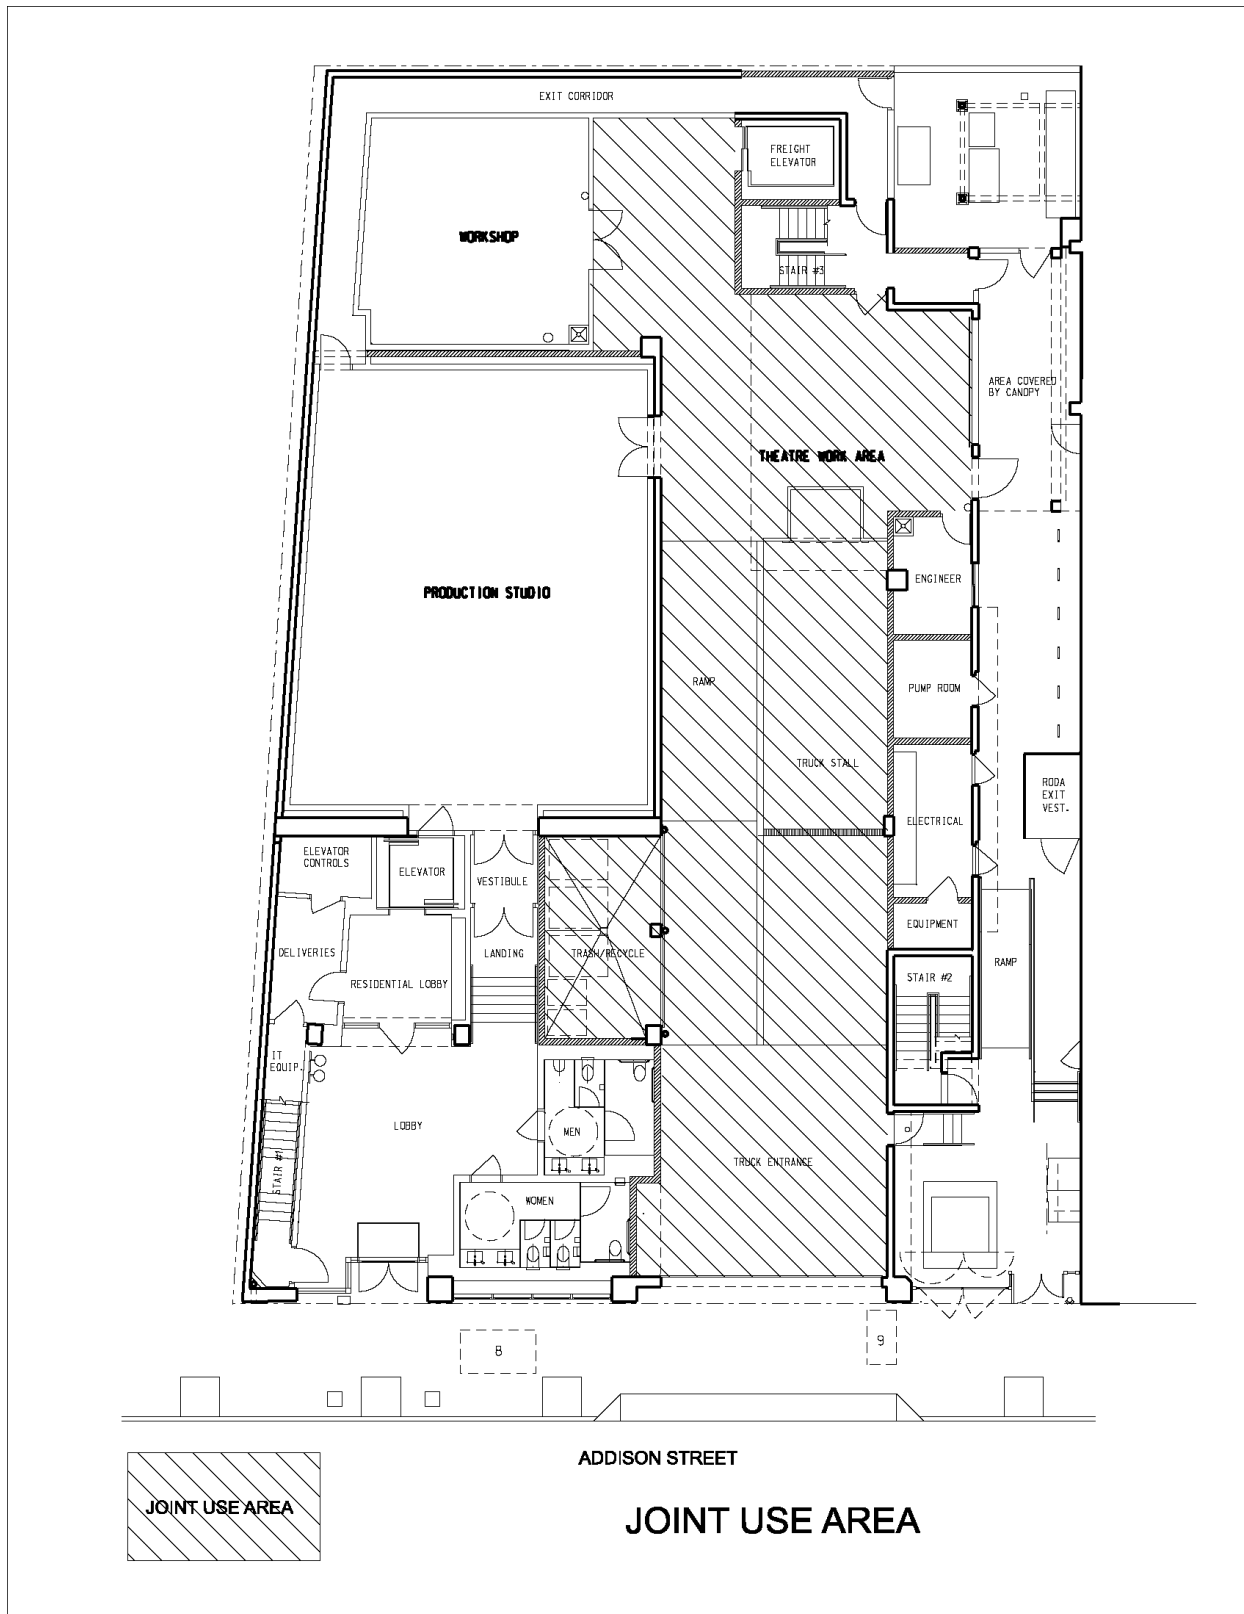 EXIT CORRIDOR
FREIGHT
ELEVATOR
WORKSHOP
STAIR #3
AREA COVERED
BY CANOPY
THEATRE WORK AREA
ENGINEER
PRODUCTION STUDIO
RAMP
PUMP ROOM
TRUCK STALL
RODA
EXIT
VEST.
ELECTRICAL
ELEVATOR
CONTROLS
ELEVATOR
VESTIBULE
EQUIPMENT
DELIVERIES
LANDING
TRASH/RECYCLE
RAMP
RESIDENTIAL LOBBY
STAIR #2
IT
EQUIP.
LOBBY
MEN
STAIR #1
TRUCK ENTRANCE
WOMEN
8
9
ADDISON STREET
JOINT USE AREA
JOINT USE AREA